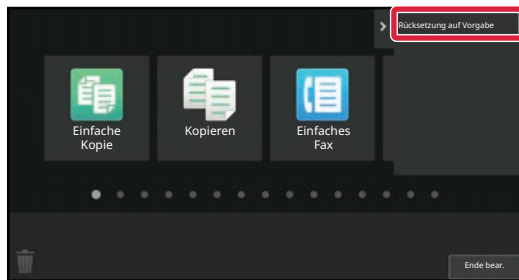 Rücksetzung auf Vorgabe
Einfache
Kopie
Kopieren
Einfaches
Fax
Ende bear.